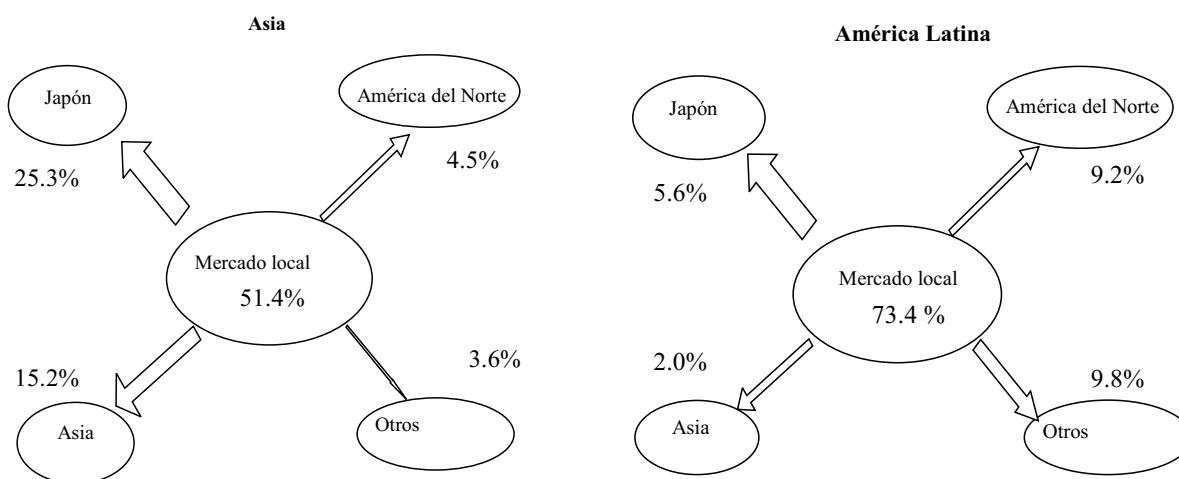 Asia
Japón
América del Norte
25.3%
4.5%
Mercado local
51.4%
15.2%
3.6%
Asia
Otros
América Latina
Japón
América del Norte
5.6%
9.2%
Mercado local
73.4 %
2.0%
9.8%
Asia
Otros